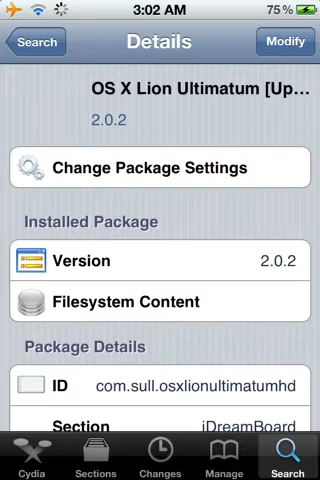 3:02 AM 75%
Search Details Modify
OS X Lion Ultimatum [Up...
2.0.2
Change Package Settings
Installed Package
Version 2.0.2
Filesystem Content
Package Details
ID com.sull.osxlionultimatumhd
Section iDreamBoard
Cydia Sections Changes Manage Search